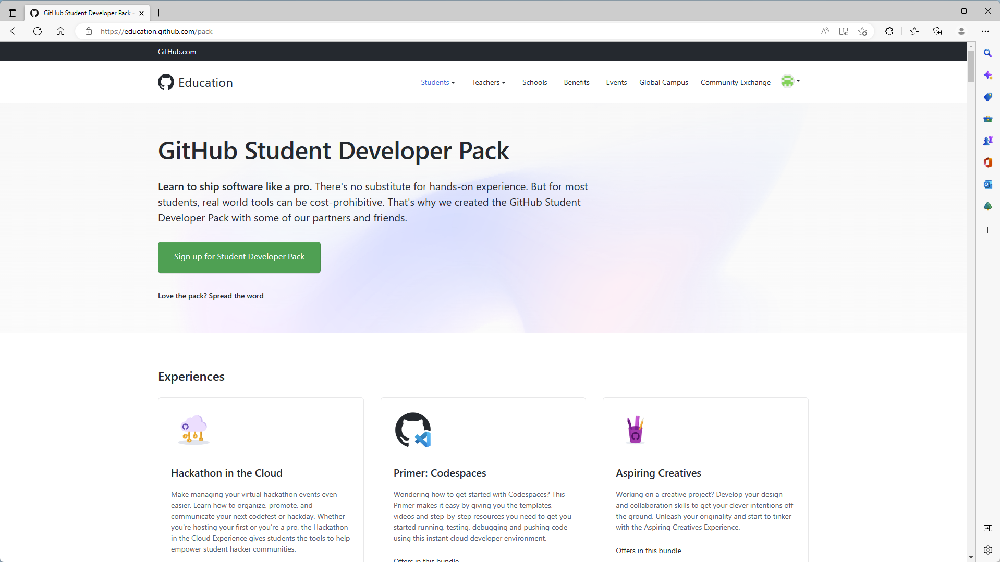 GitHub Student Developer Pack -
https://education.github.com/pack
GitHub.com
Education
Students
Teachers
Schools
Benefits
Events
Global Campus
Community Exchange
GitHub Student Developer Pack
Learn to ship software like a pro. There's no substitute for hands-on experience. But for most
students, real world tools can be cost-prohibitive. That's why we created the GitHub Student
Developer Pack with some of our partners and friends.
Sign up for Student Developer Pack
Love the pack? Spread the word
Experiences
Hackathon in the Cloud
Make managing your virtual hackathon events even
easier. Learn how to organize, promote, and
communicate your next codefest or hackday. Whether
you're hosting your first or you're a pro, the Hackathon
in the Cloud Experience gives students the tools to help
empower student hacker communities.
Primer: Codespaces
Wondering how to get started with Codespaces? This
Primer makes it easy by giving you the templates,
videos and step-by-step resources you need to get you
started running, testing, debugging and pushing code
using this instant cloud developer environment.
Offers in this bundle
Aspiring Creatives
Working on a creative project? Develop your design
and collaboration skills to get your clever intentions off
the ground. Unleash your originality and start to tinker
with the Aspiring Creatives Experience.
Offers in this bundle